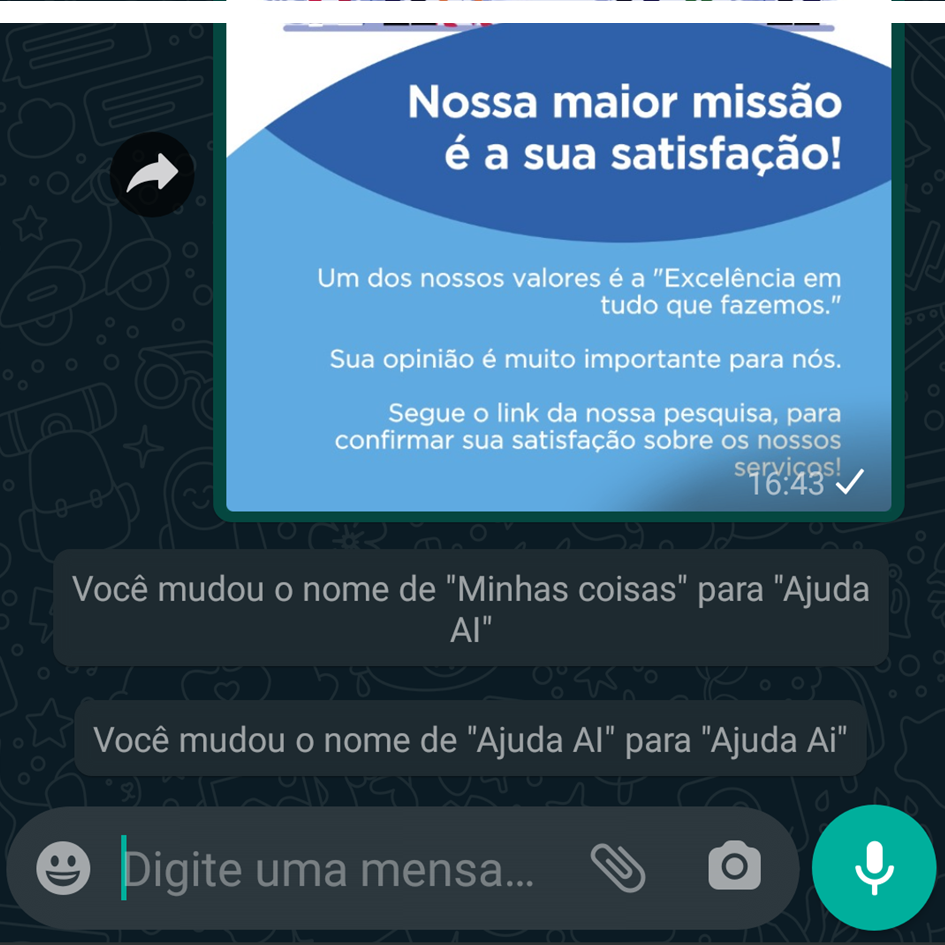 Nossa maior missão
é a sua satisfação!
Um dos nossos valores é a "Excelência em
tudo que fazemos."
Sua opinião é muito importante para nós.
Segue o link da nossa pesquisa, para
confirmar sua satisfação sobre os nossos
serviços!
16:43
Você mudou o nome de "Minhas coisas" para "Ajuda
AI"
Você mudou o nome de "Ajuda AI" para "Ajuda Ai"
Digite uma mensa...